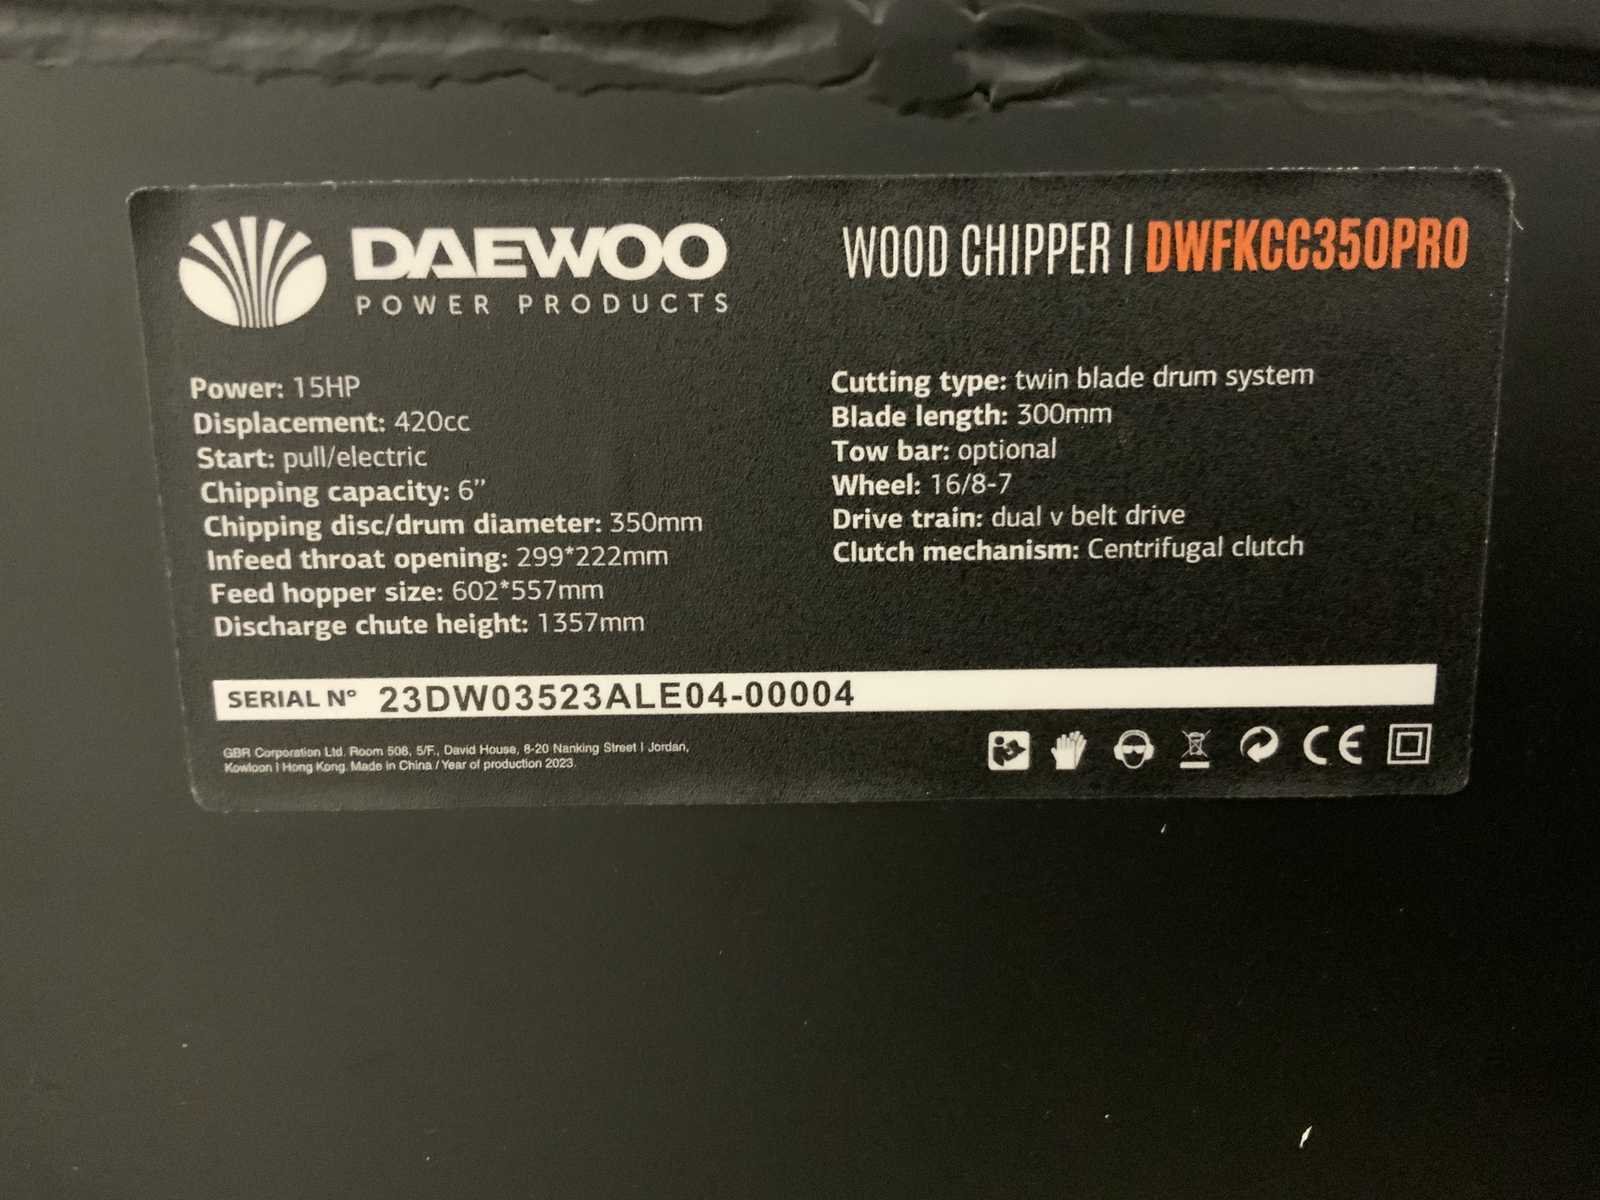 DAEWOO
POWER PRODUCTS
WOOD CHIPPER | DWFKCC350PRO
Power: 15HP
Displacement: 420cc
Start: pull/electric
Chipping capacity: 6”
Chipping disc/drum diameter: 350mm
Infeed throat opening: 299*222mm
Feed hopper size: 602*557mm
Discharge chute height: 1357mm
Cutting type: twin blade drum system
Blade length: 300mm
Tow bar: optional
Wheel: 16/8-7
Drive train: dual v belt drive
Clutch mechanism: Centrifugal clutch
SERIAL Nº 23DW03523ALE04-00004
GBR Corporation Ltd. Room 508, 5/F., David House, 8-20 Nanking Street | Jordan,
Kowloon | Hong Kong. Made in China / Year of production 2023.
CE